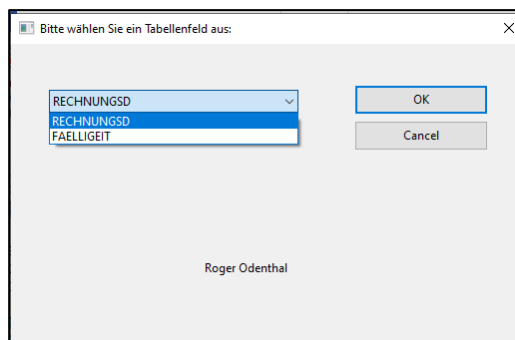 Bitte wählen Sie ein Tabellenfeld aus:
RECHNUNGSD
OK
RECHNUNGSD
FAELLIGEIT
Cancel
Roger Odenthal